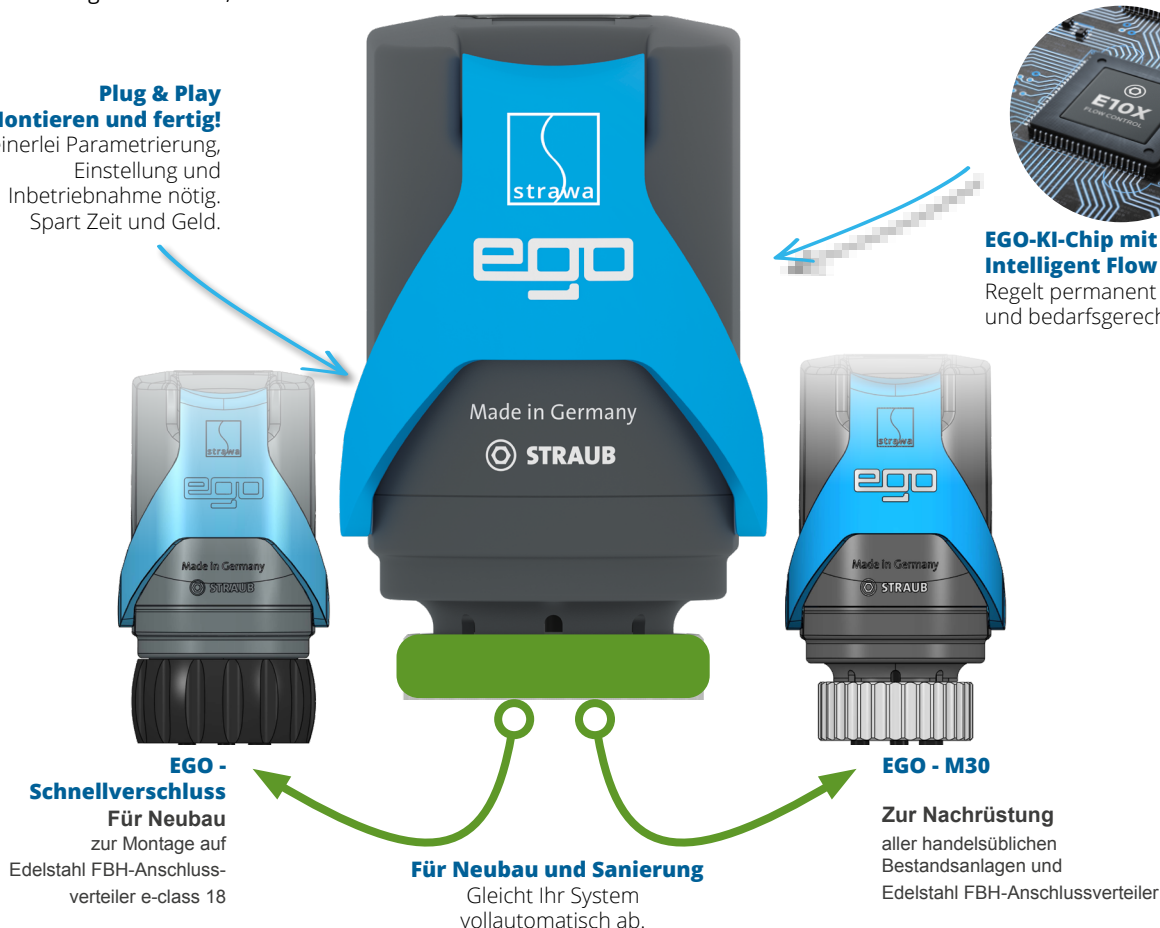 Plug & Play
ontieren und fertig!
inerlei Parametrierung,
Einstellung und
Inbetriebnahme nötig.
Spart Zeit und Geld.
strawa
ego
Made in Germany
STRAUB
E10X
FLOW CONTROL
EGO-KI-Chip mit
Intelligent Flow
Regelt permanent
und bedarfsgerech
strawa
ego
Made in Germany
STRAUB
EGO -
Schnellverschluss
Für Neubau
zur Montage auf
Edelstahl FBH-Anschluss-
verteiler e-class 18
Für Neubau und Sanierung
Gleicht Ihr System
vollautomatisch ab.
strawa
ego
Made in Germany
STRAUB
EGO - M30
Zur Nachrüstung
aller handelsüblichen
Bestandsanlagen und
Edelstahl FBH-Anschlussverteiler